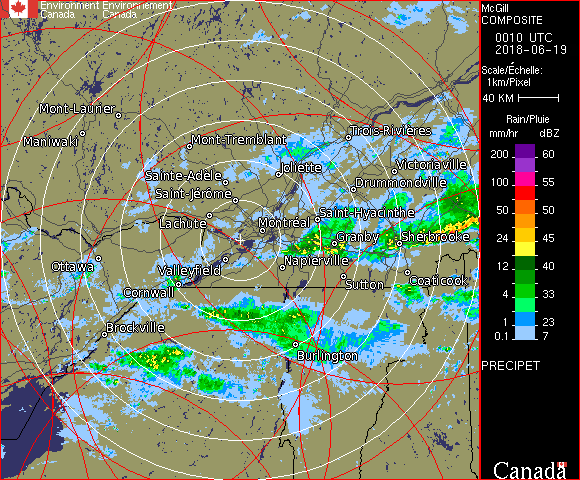 Environment Environnement
Canada Canada
McGill
COMPOSITE
0010 UTC
2018-06-19
Scale/Échelle:
1km/Pixel
40 KM
Rain/Pluie
mm/hr dBZ
200 60
100 55
50 50
24 45
12 40
4 33
1 23
0.1 7
PRECIPET
Canada
Mont-Laurier
Maniwaki
Mont-Tremblant
Trois-Rivières
Joliette
Victoriaville
Sainte-Adèle
Drummondville
Saint-Jérôme
Lachute
Montréal
Saint-Hyacinthe
Granby
Sherbrooke
Ottawa
Valleyfield
Napierville
Cornwall
Sutton
Coaticook
Brockville
Burlington